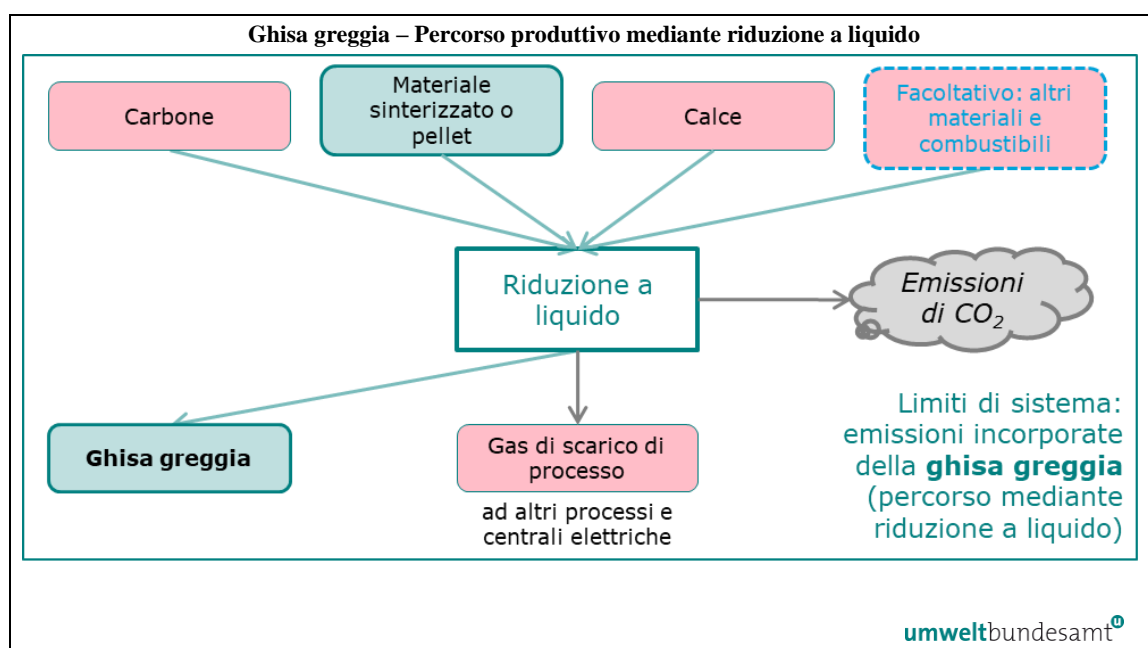 Ghisa greggia – Percorso produttivo mediante riduzione a liquido
Carbone
Materiale
sinterizzato o
pellet
Calce
Facoltativo: altri
materiali e
combustibili
Riduzione a
liquido
Emissioni
di CO2
Ghisa greggia
Gas di scarico di
processo
ad altri processi e
centrali elettriche
Limiti di sistema:
emissioni incorporate
della ghisa greggia
(percorso mediante
riduzione a liquido)
umweltbundesamt u